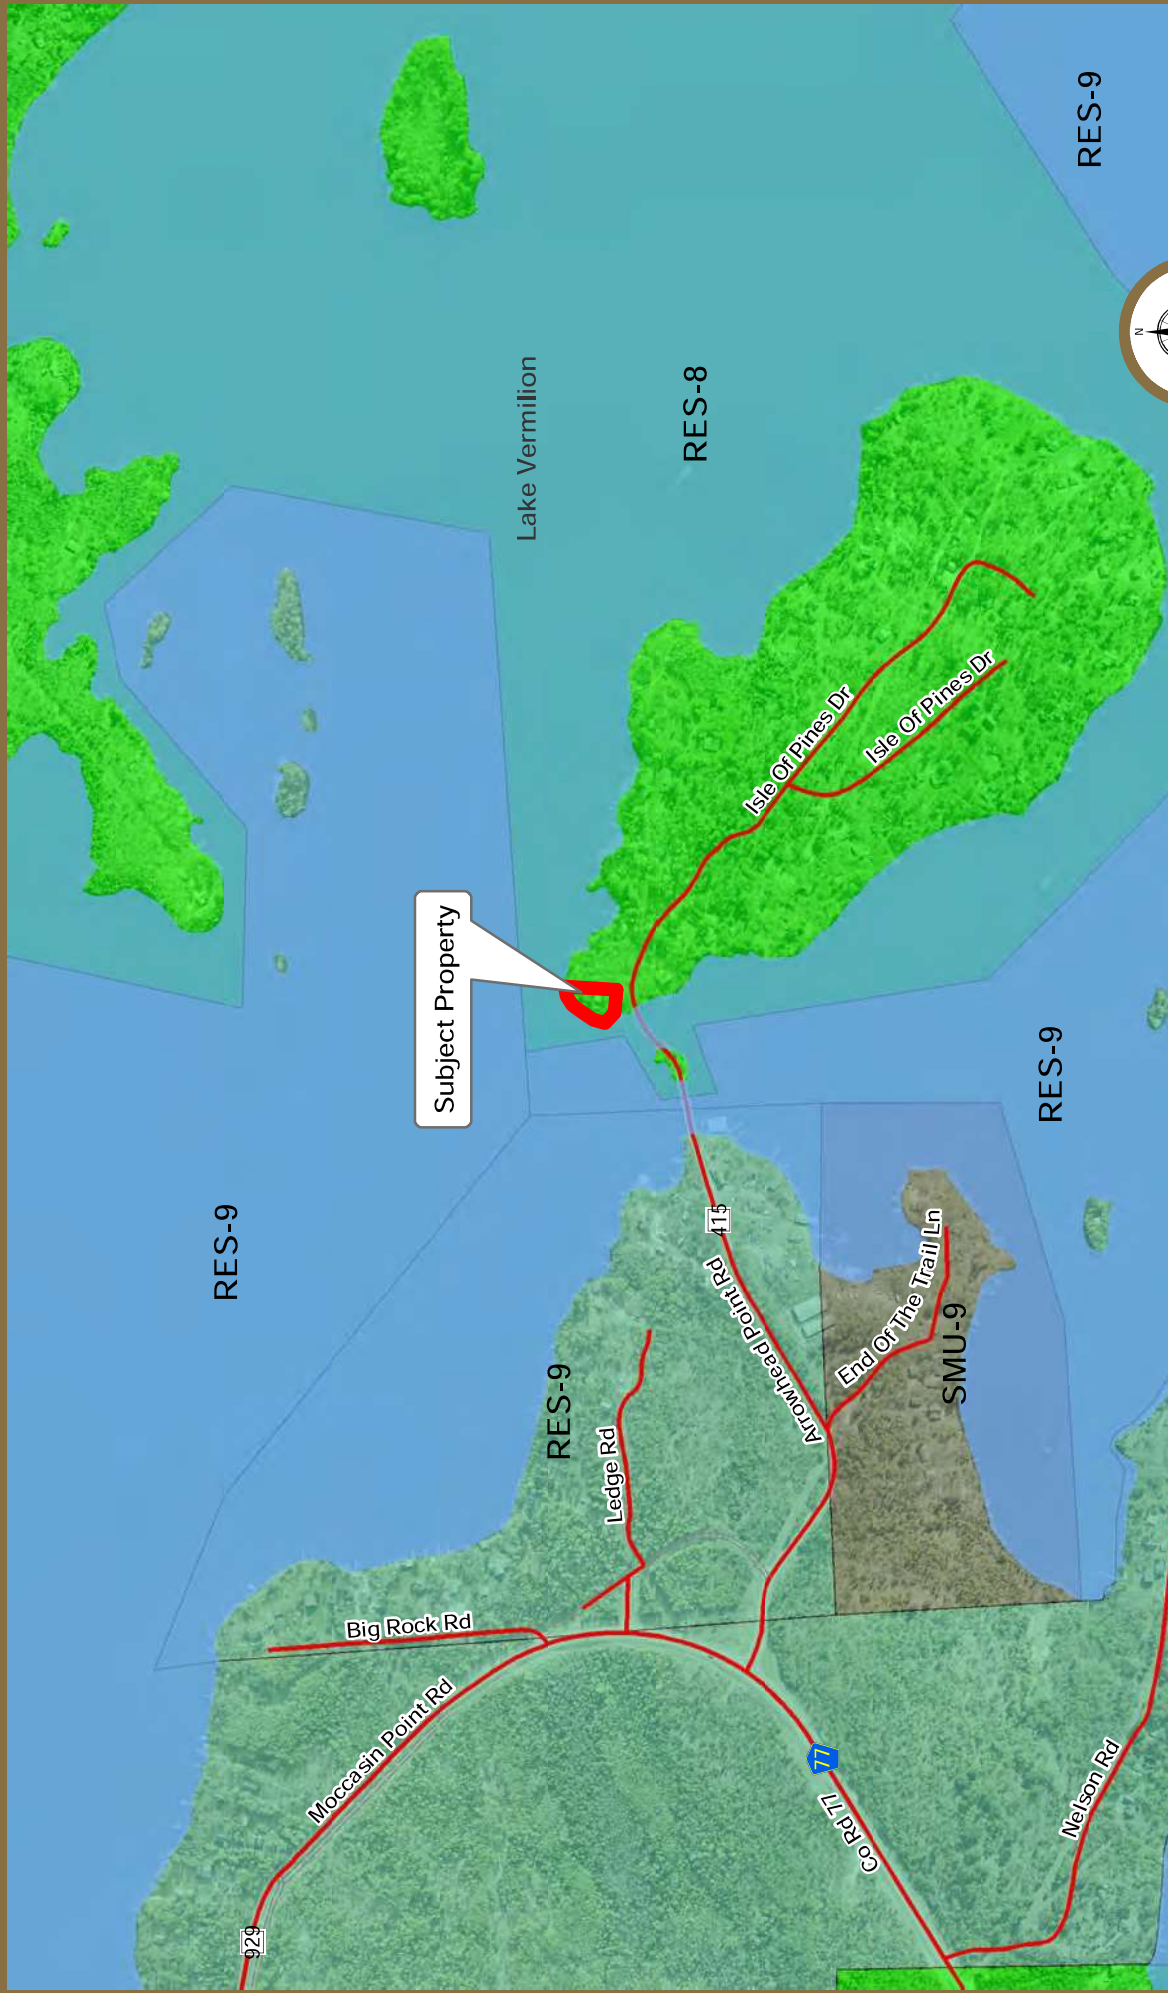 RES-9
Lake Vermilion
RES-8
N
Isle Of Pines Dr
Isle Of Pines Dr
Subject Property
RES-9
RES-9
415
Arrowhead Point Rd
End Of The Trail Ln
SMU-9
RES-9
Ledge Rd
Big Rock Rd
Moccasin Point Rd
77
Co Rd 77
Nelson Rd
929